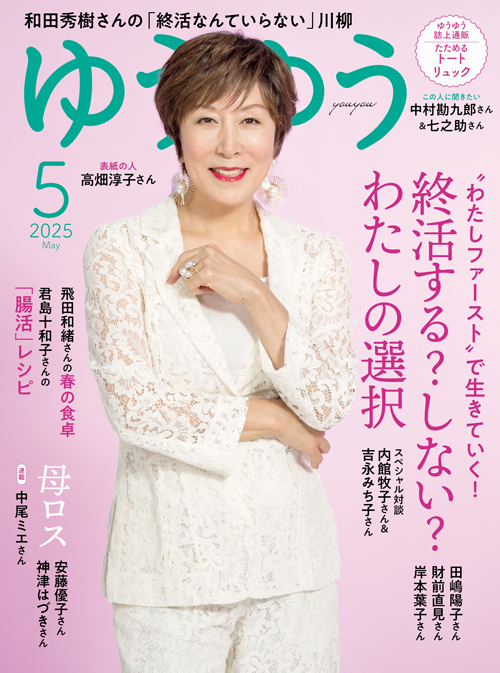 和田秀樹さんの「終活なんていらない」川柳
ゆうゆう
youyou
ゆうゆう
誌上通販
たためる
トート
リュック
この人に聞きたい
中村勘九郎さん
&七之助さん
表紙の人
高畑淳子さん
5
2025
May
“わたしファースト”で生きていく!
終活する?しない?
わたしの選択
スペシャル対談
内館牧子さん&
吉永みち子さん
田嶋陽子さん
財前直見さん
岸本葉子さん
飛田和緒さんの春の食卓
君島十和子さんの
「腸活」レシピ
母ロス
安藤優子さん
神津はづきさん
連載
中尾ミエさん